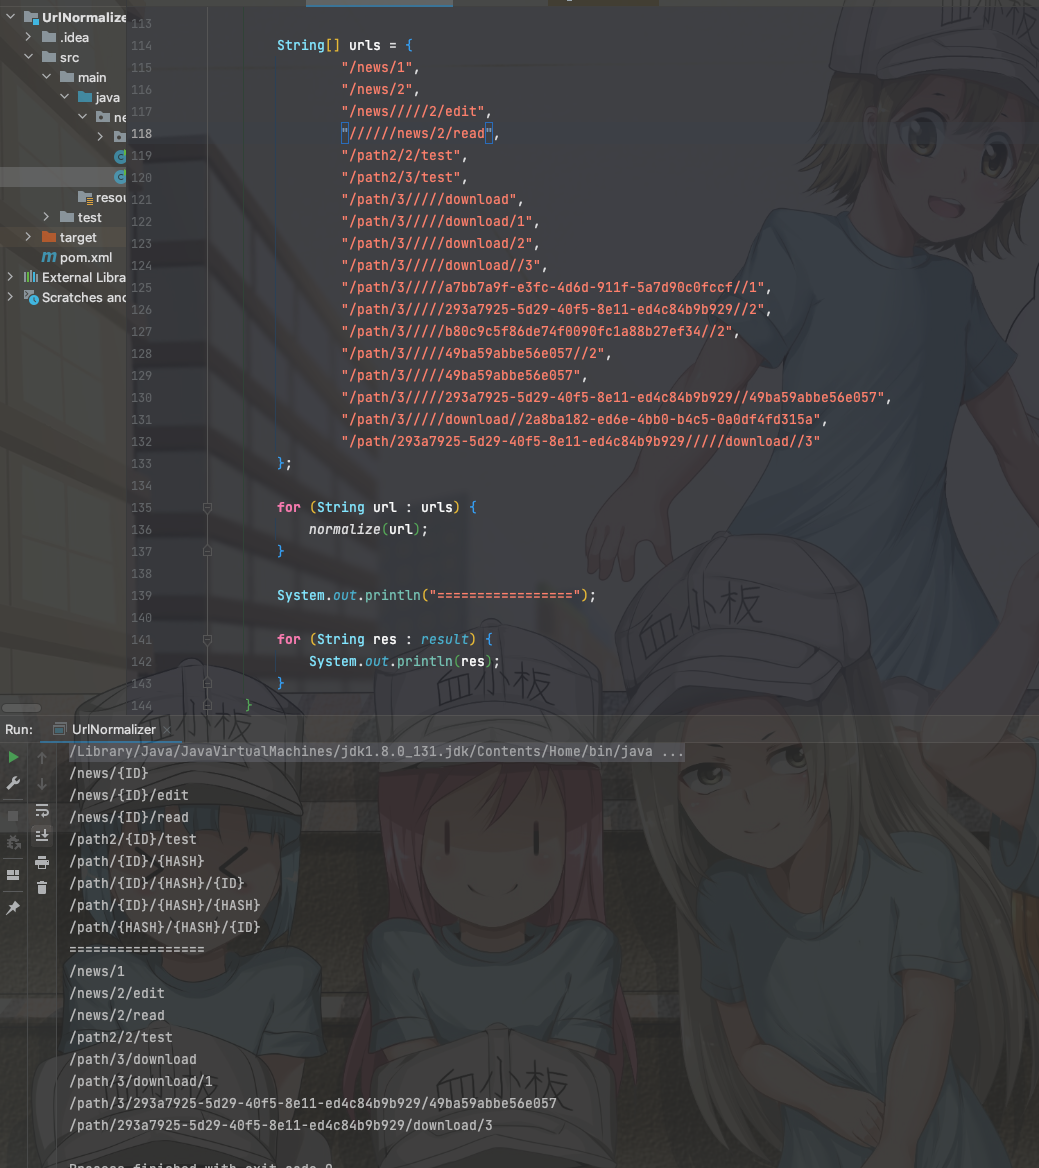 UrlNormalize
.idea
src
main
java
ne
resou
test
target
pom.xml
External Libra
Scratches and
113
114 String[] urls = {
115 "/news/1",
116 "/news/2",
117 "/news/////2/edit",
118 "//////news/2/read",
119 "/path2/2/test",
120 "/path2/3/test",
121 "/path/3/////download",
122 "/path/3/////download/1",
123 "/path/3/////download/2",
124 "/path/3/////download//3",
125 "/path/3/////a7bb7a9f-e3fc-4d6d-911f-5a7d90c0fccf//1",
126 "/path/3/////293a7925-5d29-40f5-8e11-ed4c84b9b929//2",
127 "/path/3/////b80c9c5f86de74f0090fc1a88b27ef34//2",
128 "/path/3/////49ba59abbe56e057//2",
129 "/path/3/////49ba59abbe56e057",
130 "/path/3/////293a7925-5d29-40f5-8e11-ed4c84b9b929//49ba59abbe56e057",
131 "/path/3/////download//2a8ba182-ed6e-4bb0-b4c5-0a0df4fd315a",
132 "/path/293a7925-5d29-40f5-8e11-ed4c84b9b929/////download//3"
133 };
134
135 for (String url : urls) {
136 normalize(url);
137 }
138
139 System.out.println("=================");
140
141 for (String res : result) {
142 System.out.println(res);
143 }
144 }
血小板
血小板
血小板
血小板
Run: UrlNormalizer
/Library/Java/JavaVirtualMachines/jdk1.8.0_131.jdk/Contents/Home/bin/java ...
/news/{ID}
/news/{ID}/edit
/news/{ID}/read
/path2/{ID}/test
/path/{ID}/{HASH}
/path/{ID}/{HASH}/{ID}
/path/{ID}/{HASH}/{HASH}
/path/{HASH}/{HASH}/{ID}
=================
/news/1
/news/2/edit
/news/2/read
/path2/2/test
/path/3/download
/path/3/download/1
/path/3/293a7925-5d29-40f5-8e11-ed4c84b9b929/49ba59abbe56e057
/path/293a7925-5d29-40f5-8e11-ed4c84b9b929/download/3
血小板
血小板
Process finished with exit code 0